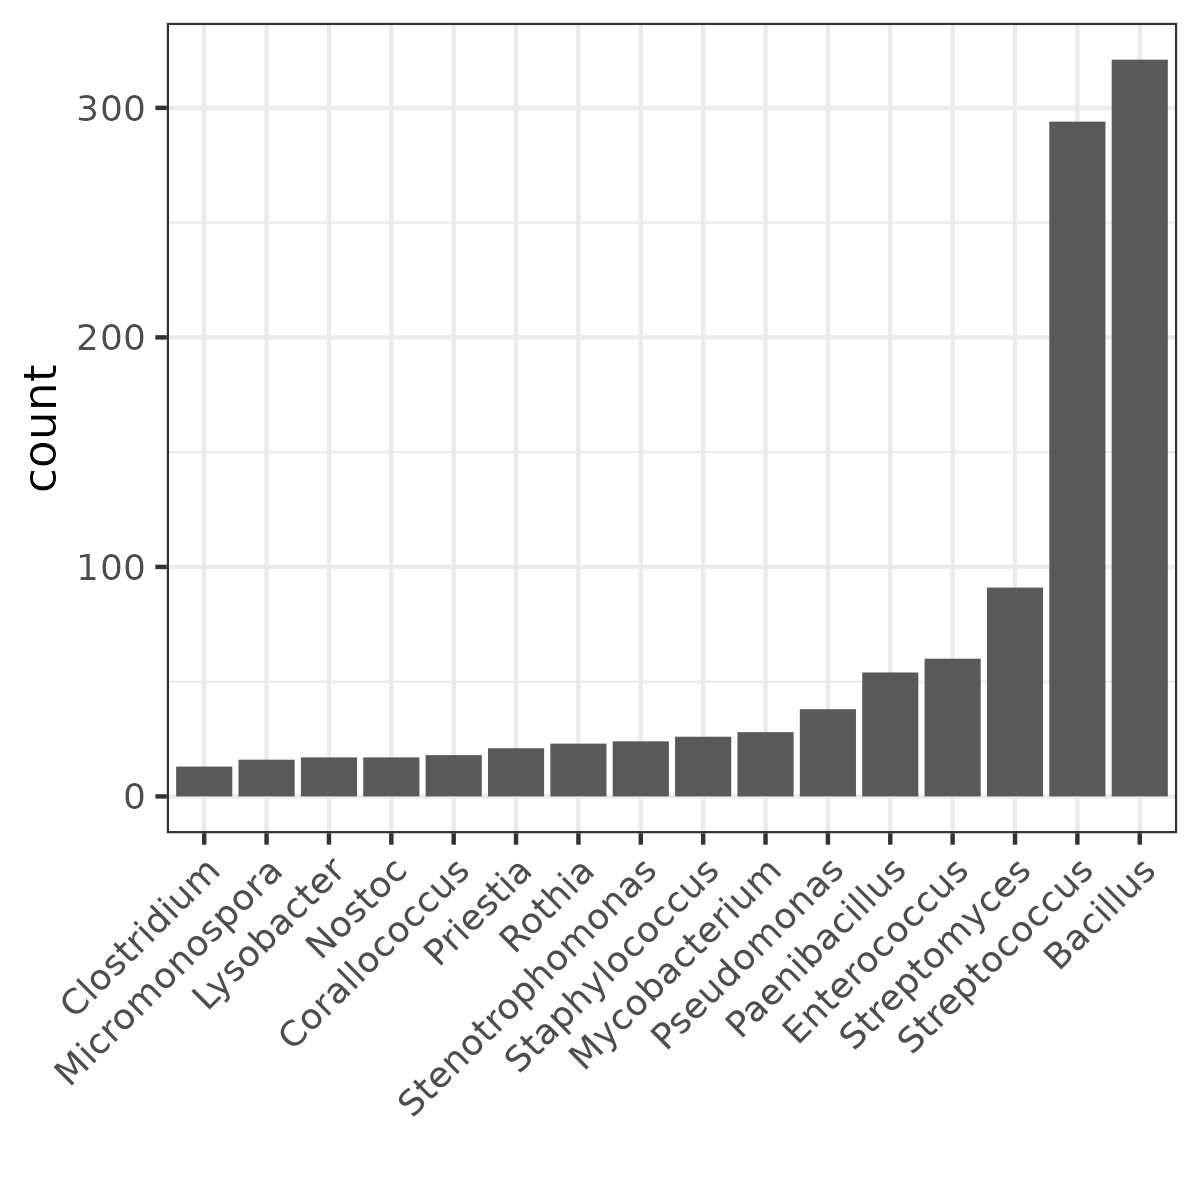 count
300
200
100
0
Clostridium
Micromonospora
Lysobacter
Nostoc
Corallococcus
Priestia
Rothia
Stenotrophomonas
Staphylococcus
Mycobacterium
Pseudomonas
Paenibacillus
Enterococcus
Streptomyces
Streptococcus
Bacillus